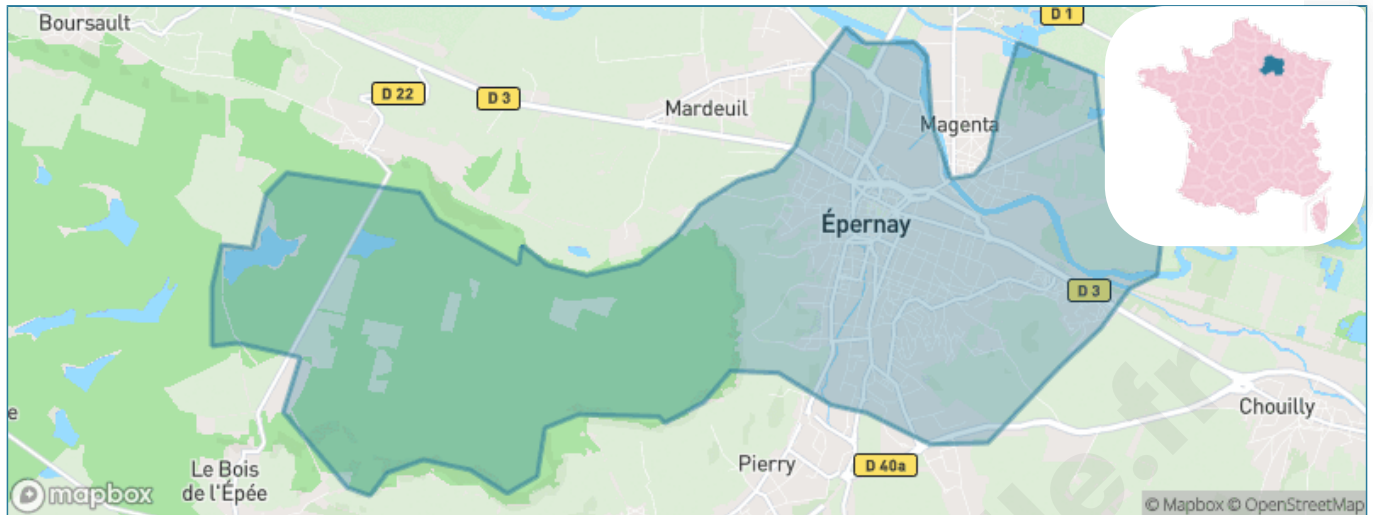 Boursault
D 1
D 22
D 3
Mardeuil
Magenta
Épernay
D 3
Chouilly
e
Le Bois
de l'Épée
Pierry
D 40a
mapbox
© Mapbox © OpenStreetMap